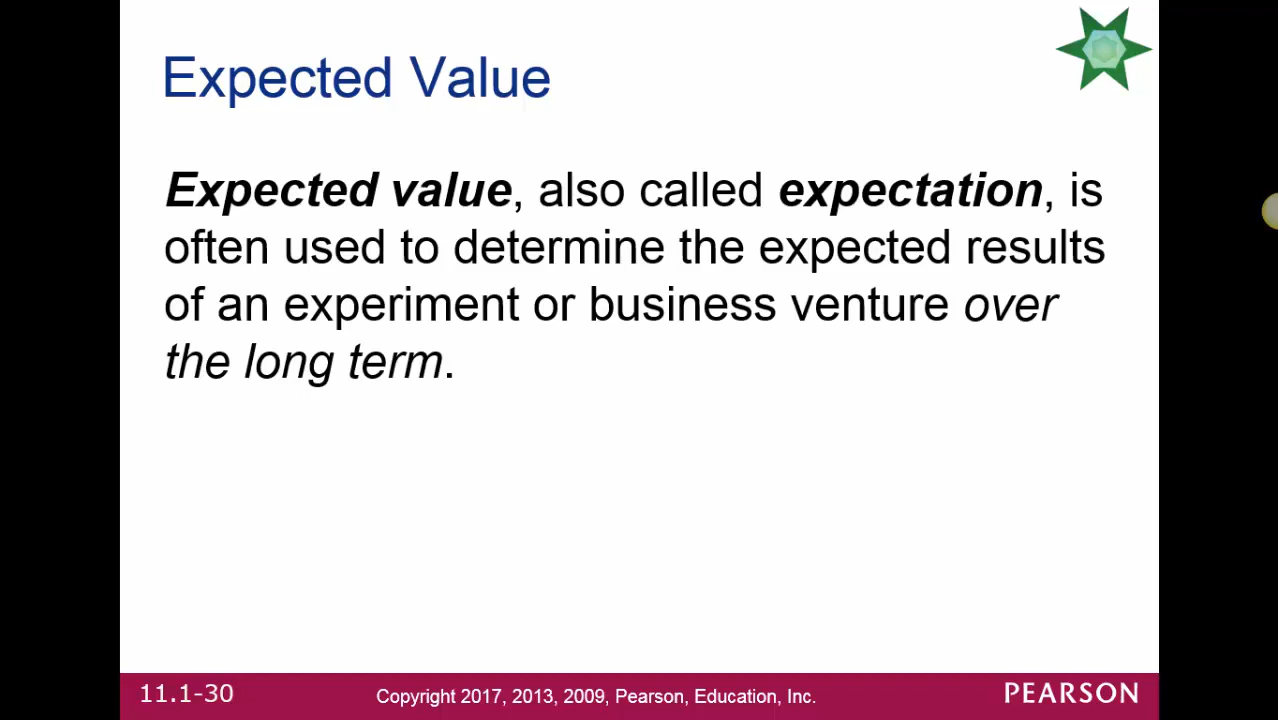 Expected Value
Expected value, also called expectation, is
often used to determine the expected results
of an experiment or business venture over
the long term.
11.1-30
Copyright 2017, 2013, 2009, Pearson, Education, Inc.
PEARSON